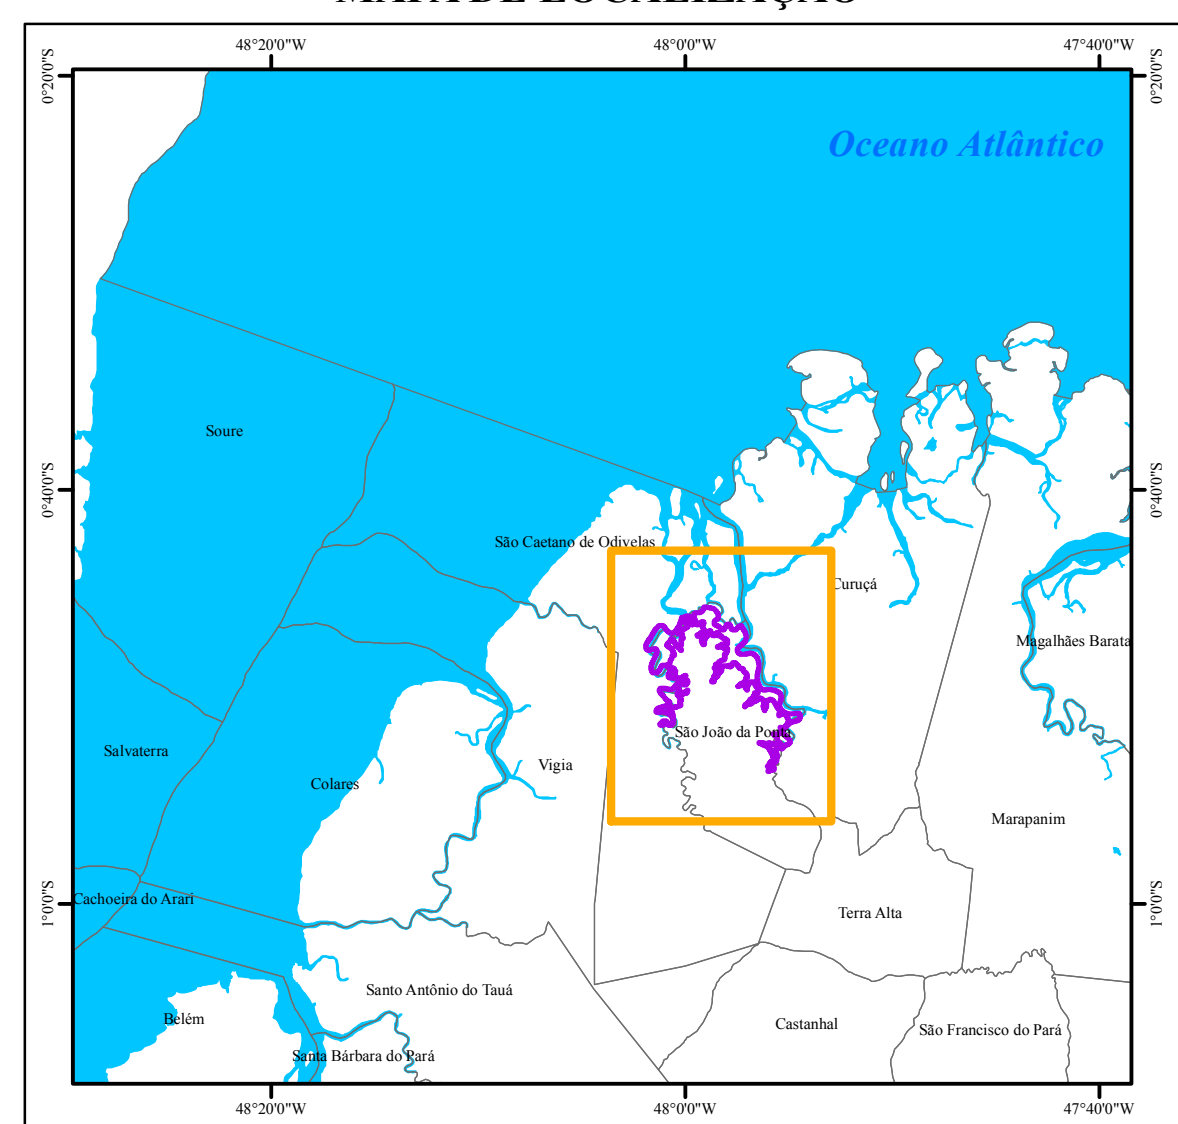 MAPA DE LOCALIZAÇÃO
48°20'0"W 48°0'0"W 47°40'0"W
0°20'0"S 0°20'0"S
Oceano Atlântico
Soure
0°40'0"S 0°40'0"S
São Caetano de Odivelas
Curuçá
Magalhães Barata
São João da Ponta
Salvaterra
Vigia
Colares
Marapanim
Cachoeira do Arari
1°0'0"S 1°0'0"S
Terra Alta
Santo Antônio do Tauá
Belém
Castanhal
São Francisco do Pará
Santa Bárbara do Pará
48°20'0"W 48°0'0"W 47°40'0"W